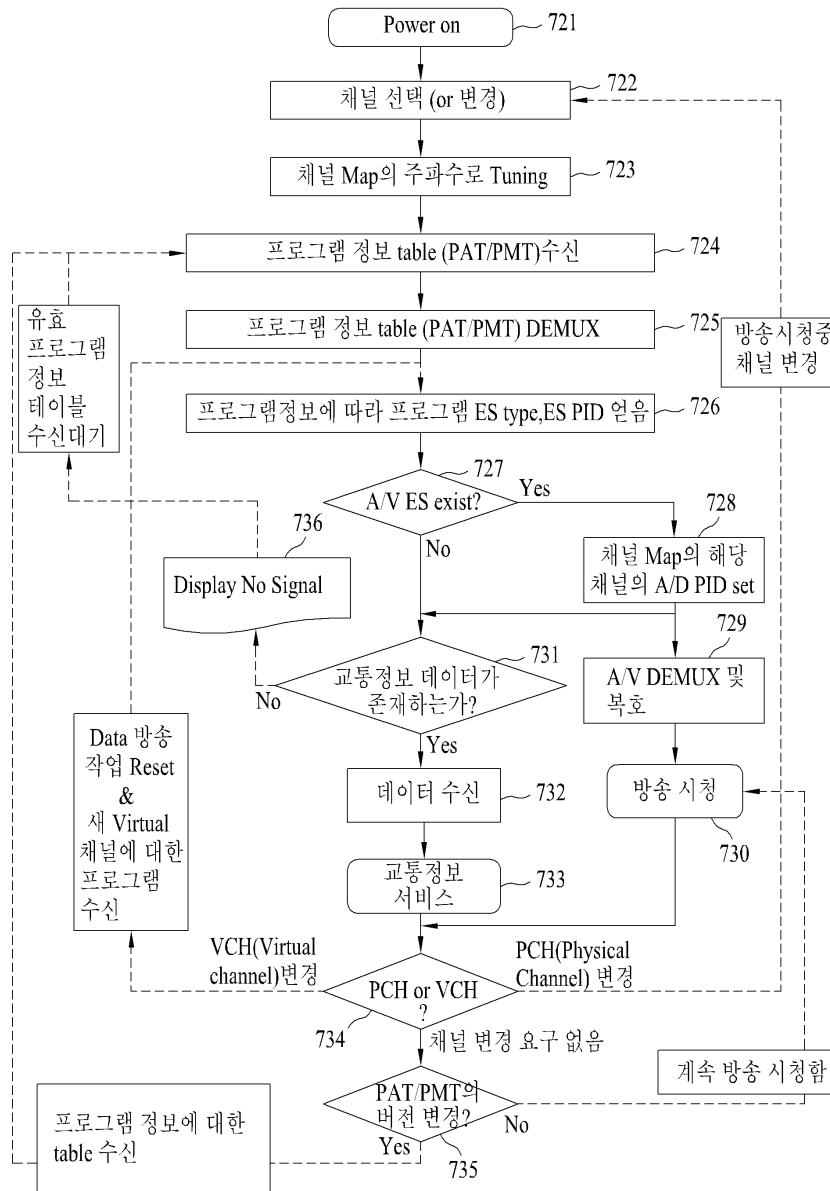 Power on
721
채널 선택 (or 변경)
722
채널 Map의 주파수로 Tuning
723
프로그램 정보 table (PAT/PMT)수신
724
프로그램 정보 table (PAT/PMT) DEMUX
725
유효
프로그램
정보
테이블
수신대기
방송시청중
채널 변경
프로그램정보에 따라 프로그램 ES type,ES PID 얻음
726
727
A/V ES exist?
Yes
No
728
채널 Map의 해당
채널의 A/D PID set
736
Display No Signal
729
A/V DEMUX 및
복호
731
교통정보 데이터가
존재하는가?
No
Yes
Data 방송
작업 Reset
&
새 Virtual
채널에 대한
프로그램
수신
데이터 수신
732
방송 시청
730
교통정보
서비스
733
VCH(Virtual
channel)변경
PCH(Physical
Channel) 변경
PCH or VCH
?
734
채널 변경 요구 없음
계속 방송 시청함
PAT/PMT의
버전 변경?
No
Yes
735
프로그램 정보에 대한
table 수신